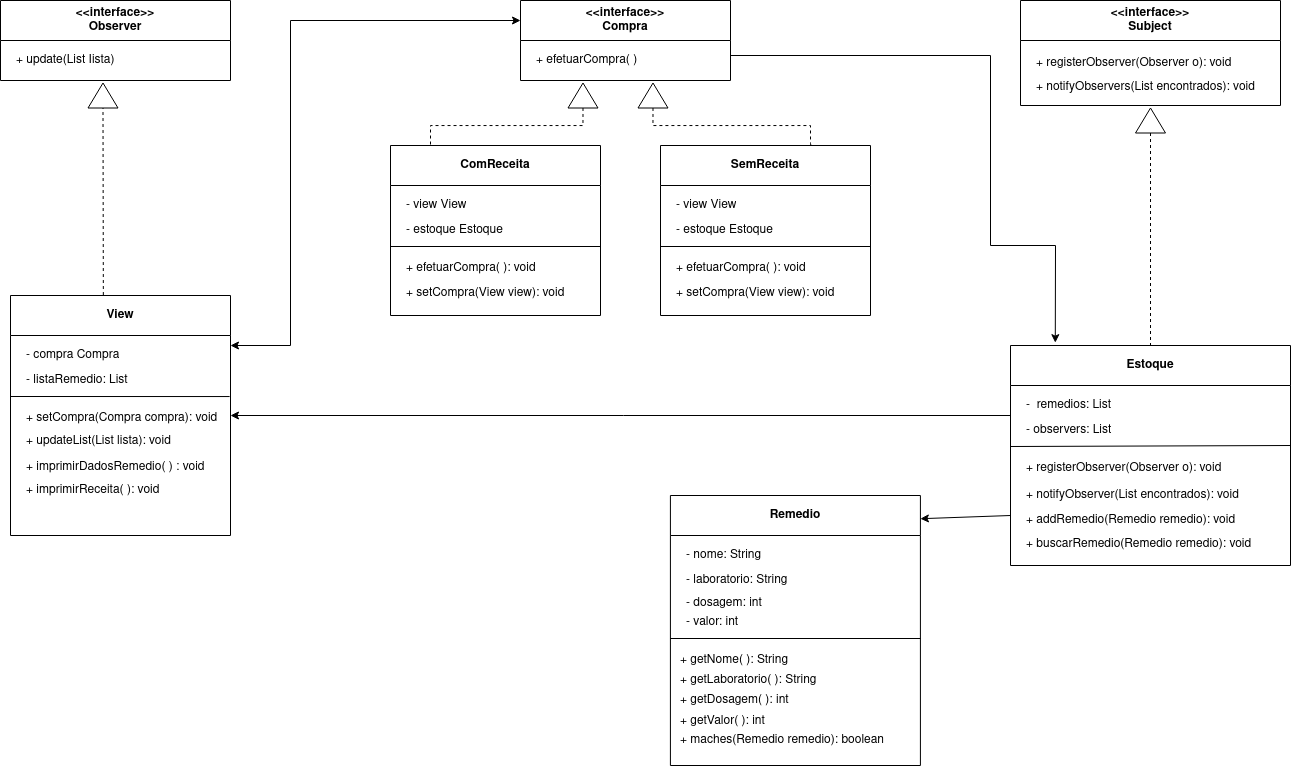 <<interface>>
Observer
+ update(List lista)
<<interface>>
Compra
+ efetuarCompra( )
<<interface>>
Subject
+ registerObserver(Observer o): void
+ notifyObservers(List encontrados): void
ComReceita
- view View
- estoque Estoque
+ efetuarCompra( ): void
+ setCompra(View view): void
SemReceita
- view View
- estoque Estoque
+ efetuarCompra( ): void
+ setCompra(View view): void
View
- compra Compra
- listaRemedio: List
+ setCompra(Compra compra): void
+ updateList(List lista): void
+ imprimirDadosRemedio( ) : void
+ imprimirReceita( ): void
Estoque
- remedios: List
- observers: List
+ registerObserver(Observer o): void
+ notifyObserver(List encontrados): void
+ addRemedio(Remedio remedio): void
+ buscarRemedio(Remedio remedio): void
Remedio
- nome: String
- laboratorio: String
- dosagem: int
- valor: int
+ getNome( ): String
+ getLaboratorio( ): String
+ getDosagem( ): int
+ getValor( ): int
+ maches(Remedio remedio): boolean